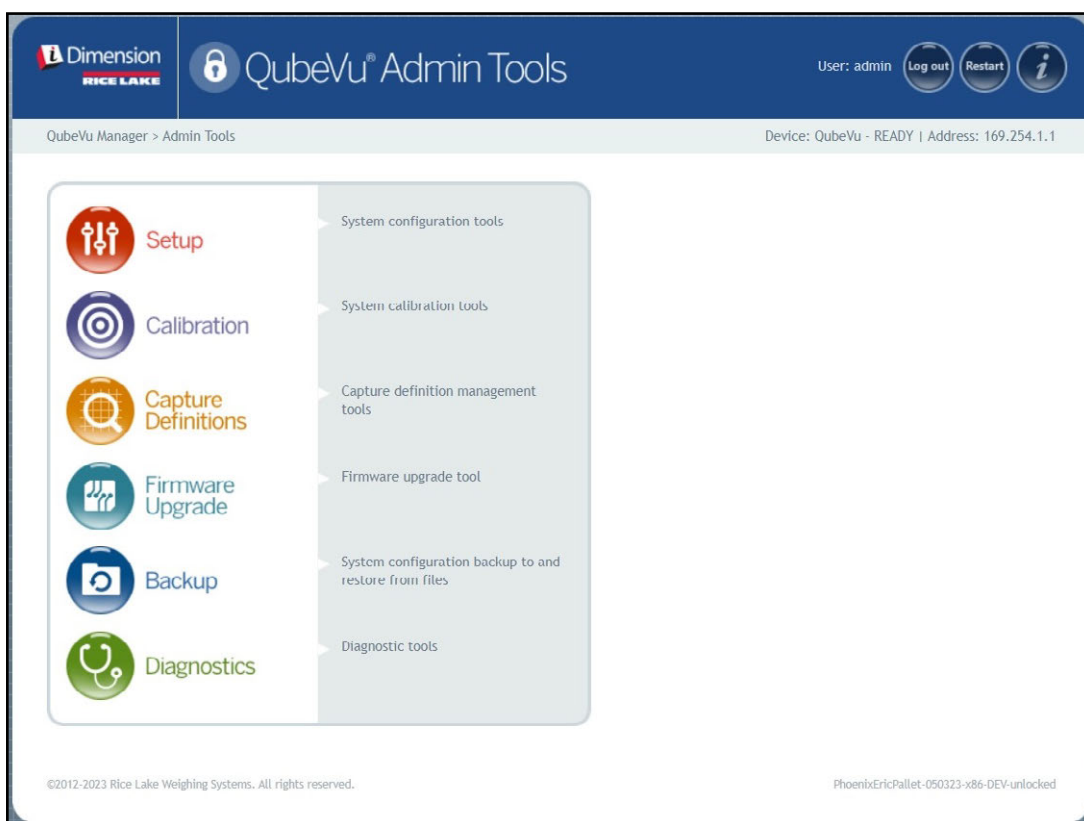 iDimension
RICE LAKE
QubeVu® Admin Tools
User: admin
Log out
Restart
i
QubeVu Manager > Admin Tools
Device: QubeVu - READY | Address: 169.254.1.1
Setup
System configuration tools
Calibration
System calibration tools
Capture
Definitions
Capture definition management
tools
Firmware
Upgrade
Firmware upgrade tool
Backup
System configuration backup to and
restore from files
Diagnostics
Diagnostic tools
©2012-2023 Rice Lake Weighing Systems. All rights reserved.
PhoenixEricPallet-050323-x86-DEV-unlocked